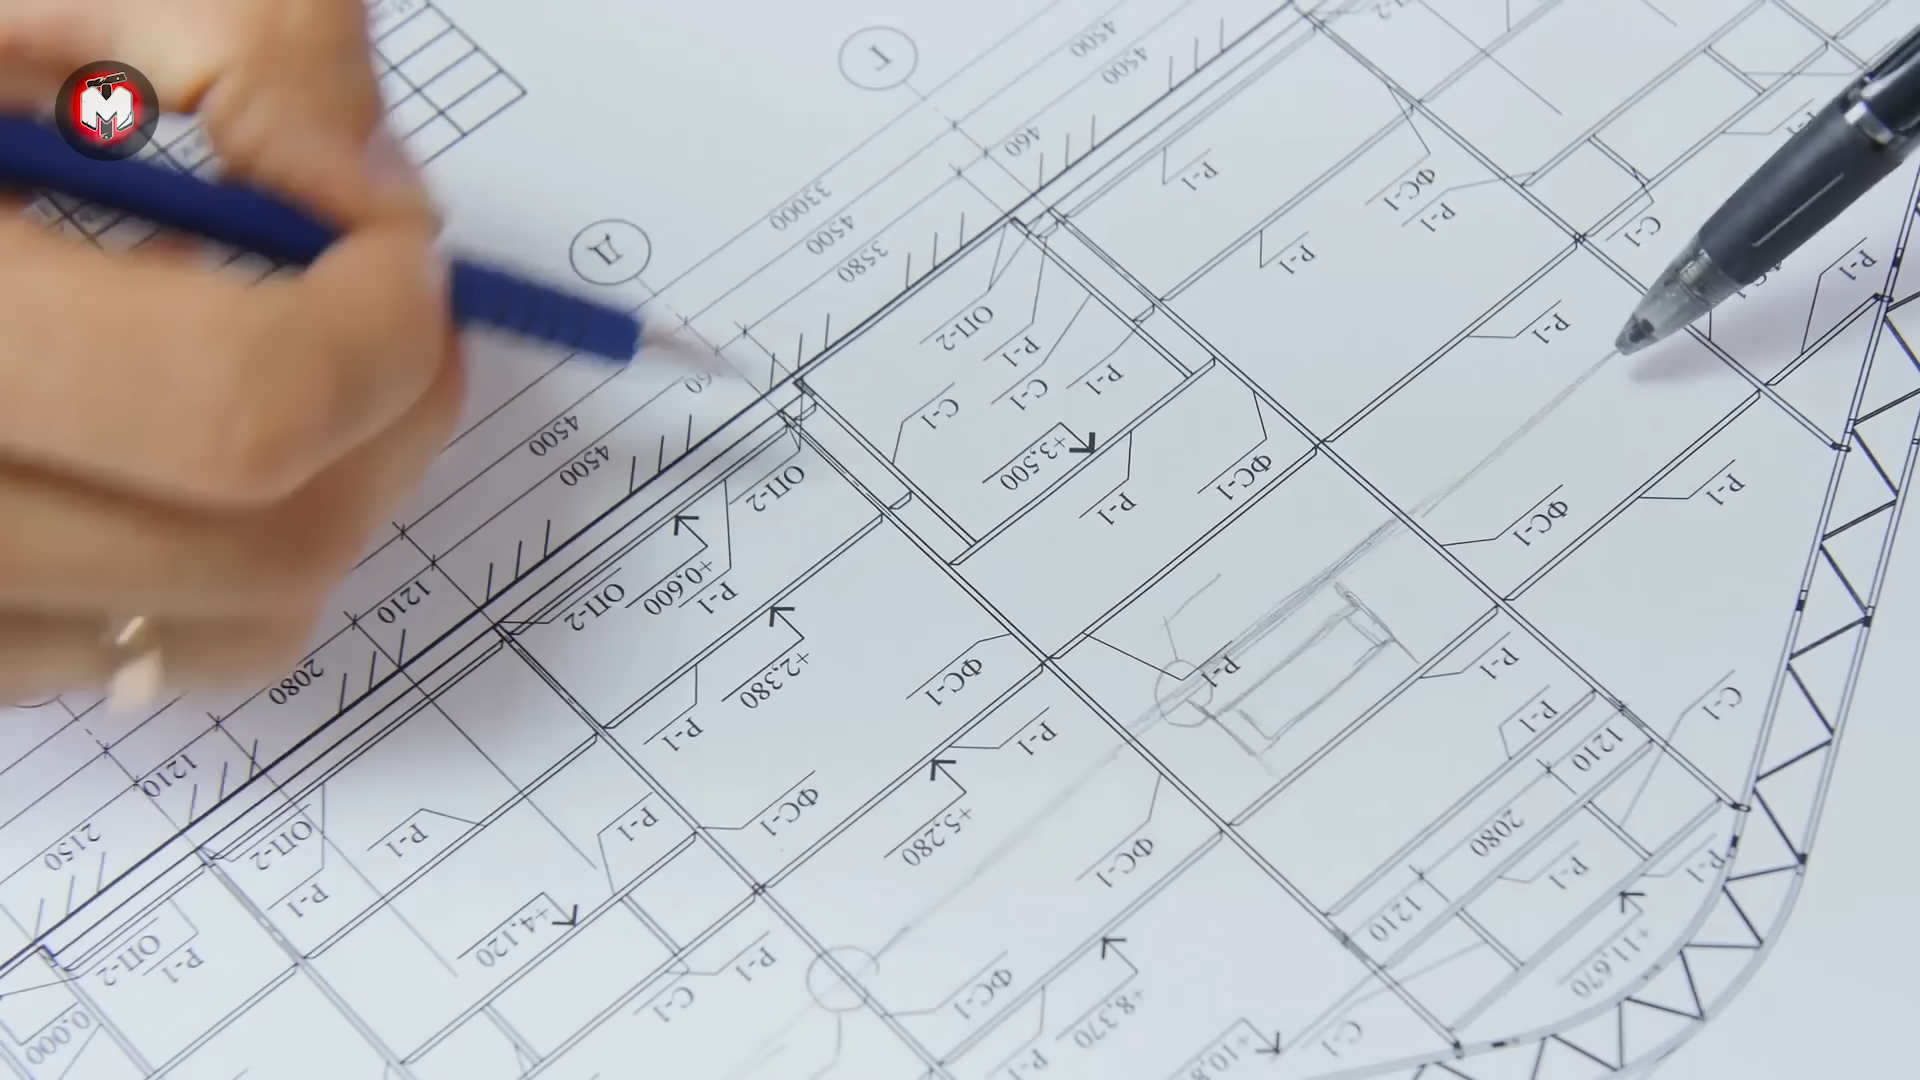 М
Г
Д
4500
4500
460
33000
4500
3580
4500
4500
1210
2080
1210
2150
Р-1
Р-1
ФС-1
Р-1
С-1
Р-1
Р-1
ОП-2
Р-1
С-1
Р-1
С-1
+3,500
Р-1
ФС-1
ФС-1
Р-1
ОП-2
ОП-2
+0,600
Р-1
+2,380
Р-1
ФС-1
Р-1
Р-1
Р-1
Р-1
С-1
1210
2080
1210
Р-1
Р-1
+11,670
ФС-1
+5,280
ФС-1
Р-1
Р-1
ОП-2
Р-1
ОП-2
Р-1
+4,120
Р-1
С-1
ФС-1
+8,370
Р-1
С-1
0,000